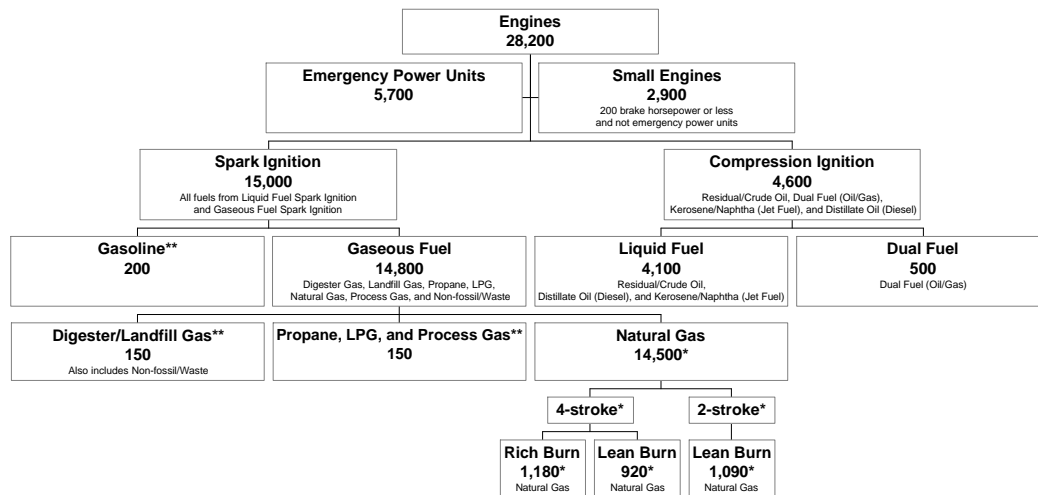 Engines
28,200
Emergency Power Units
5,700
Small Engines
2,900
200 brake horsepower or less
and not emergency power units
Spark Ignition
15,000
All fuels from Liquid Fuel Spark Ignition
and Gaseous Fuel Spark Ignition
Compression Ignition
4,600
Residual/Crude Oil, Dual Fuel (Oil/Gas),
Kerosene/Naphtha (Jet Fuel), and Distillate Oil (Diesel)
Gasoline**
200
Gaseous Fuel
14,800
Digester Gas, Landfill Gas, Propane, LPG,
Natural Gas, Process Gas, and Non-fossil/Waste
Liquid Fuel
4,100
Residual/Crude Oil,
Distillate Oil (Diesel), and Kerosene/Naphtha (Jet Fuel)
Dual Fuel
500
Dual Fuel (Oil/Gas)
Digester/Landfill Gas**
150
Also includes Non-fossil/Waste
Propane, LPG, and Process Gas**
150
Natural Gas
14,500*
4-stroke*
2-stroke*
Rich Burn
1,180*
Natural Gas
Lean Burn
920*
Natural Gas
Lean Burn
1,090*
Natural Gas